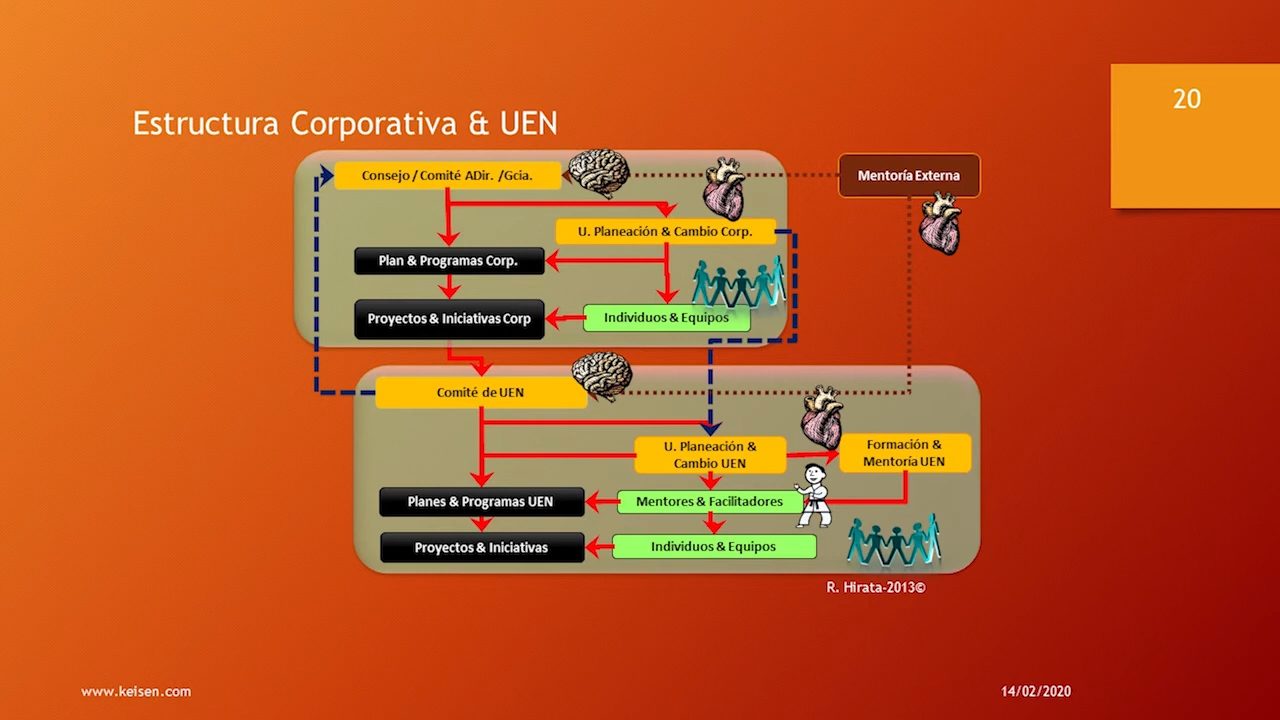 20
Estructura Corporativa & UEN
Consejo / Comité ADir. /Gcia.
Mentoría Externa
U. Planeación & Cambio Corp.
Plan & Programas Corp.
Proyectos & Iniciativas Corp
Individuos & Equipos
Comité de UEN
U. Planeación &
Cambio UEN
Formación &
Mentoría UEN
Planes & Programas UEN
Mentores & Facilitadores
Proyectos & Iniciativas
Individuos & Equipos
R. Hirata-2013©
www.keisen.com
14/02/2020